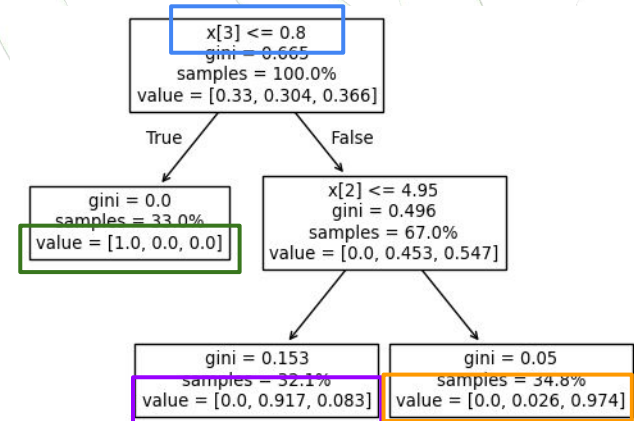 x[3] <= 0.8
gini = 0.665
samples = 100.0%
value = [0.33, 0.304, 0.366]
True
False
gini = 0.0
samples = 33.0%
value = [1.0, 0.0, 0.0]
x[2] <= 4.95
gini = 0.496
samples = 67.0%
value = [0.0, 0.453, 0.547]
gini = 0.153
samples = 32.1%
value = [0.0, 0.917, 0.083]
gini = 0.05
samples = 34.8%
value = [0.0, 0.026, 0.974]